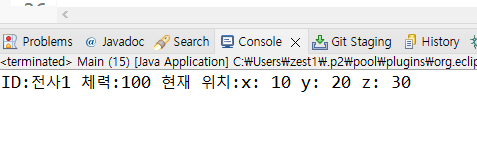 Problems @ Javadoc Search Console Git Staging History
<terminated> Main (15) [Java Application] C:₩Users₩zest1₩.p2₩pool₩plugins₩org.eclip
ID:전사1 체력:100 현재 위치:x: 10 y: 20 z: 30